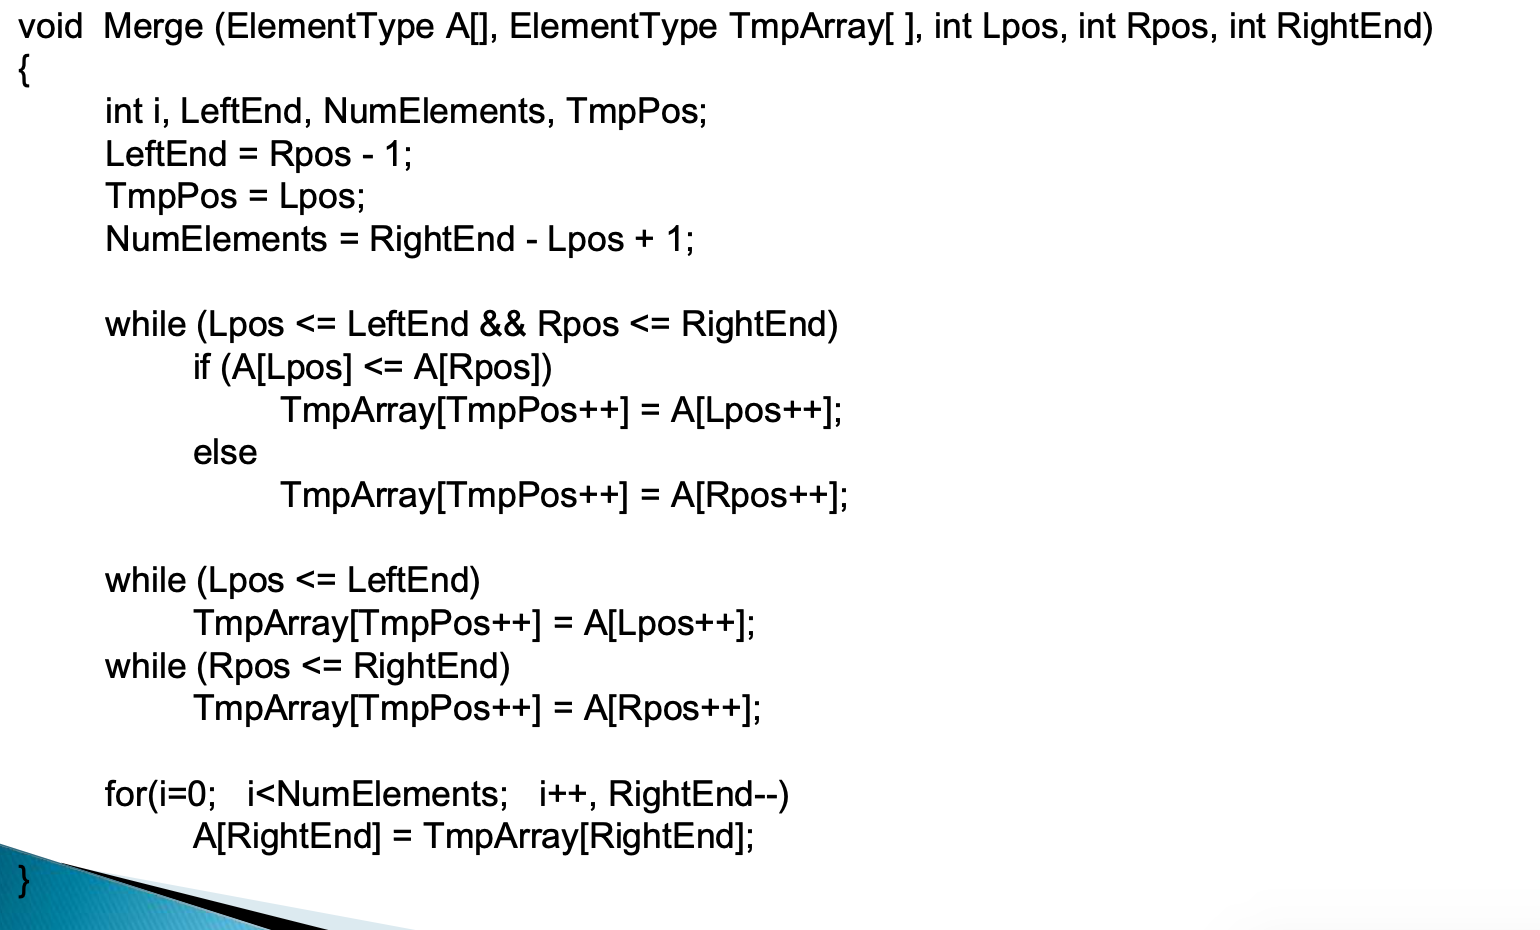 void  Merge (ElementType A[], ElementType TmpArray[ ], int Lpos, int Rpos, int RightEnd)
{
int i, LeftEnd, NumElements, TmpPos;
LeftEnd = Rpos - 1;
TmpPos = Lpos;
NumElements = RightEnd - Lpos + 1;
while (Lpos <= LeftEnd && Rpos <= RightEnd)
if (A[Lpos] <= A[Rpos])
TmpArray[TmpPos++] = A[Lpos++];
else
TmpArray[TmpPos++] = A[Rpos++];
while (Lpos <= LeftEnd)
TmpArray[TmpPos++] = A[Lpos++];
while (Rpos <= RightEnd)
TmpArray[TmpPos++] = A[Rpos++];
for(i=0;   i<NumElements;   i++, RightEnd--)
A[RightEnd] = TmpArray[RightEnd];
}